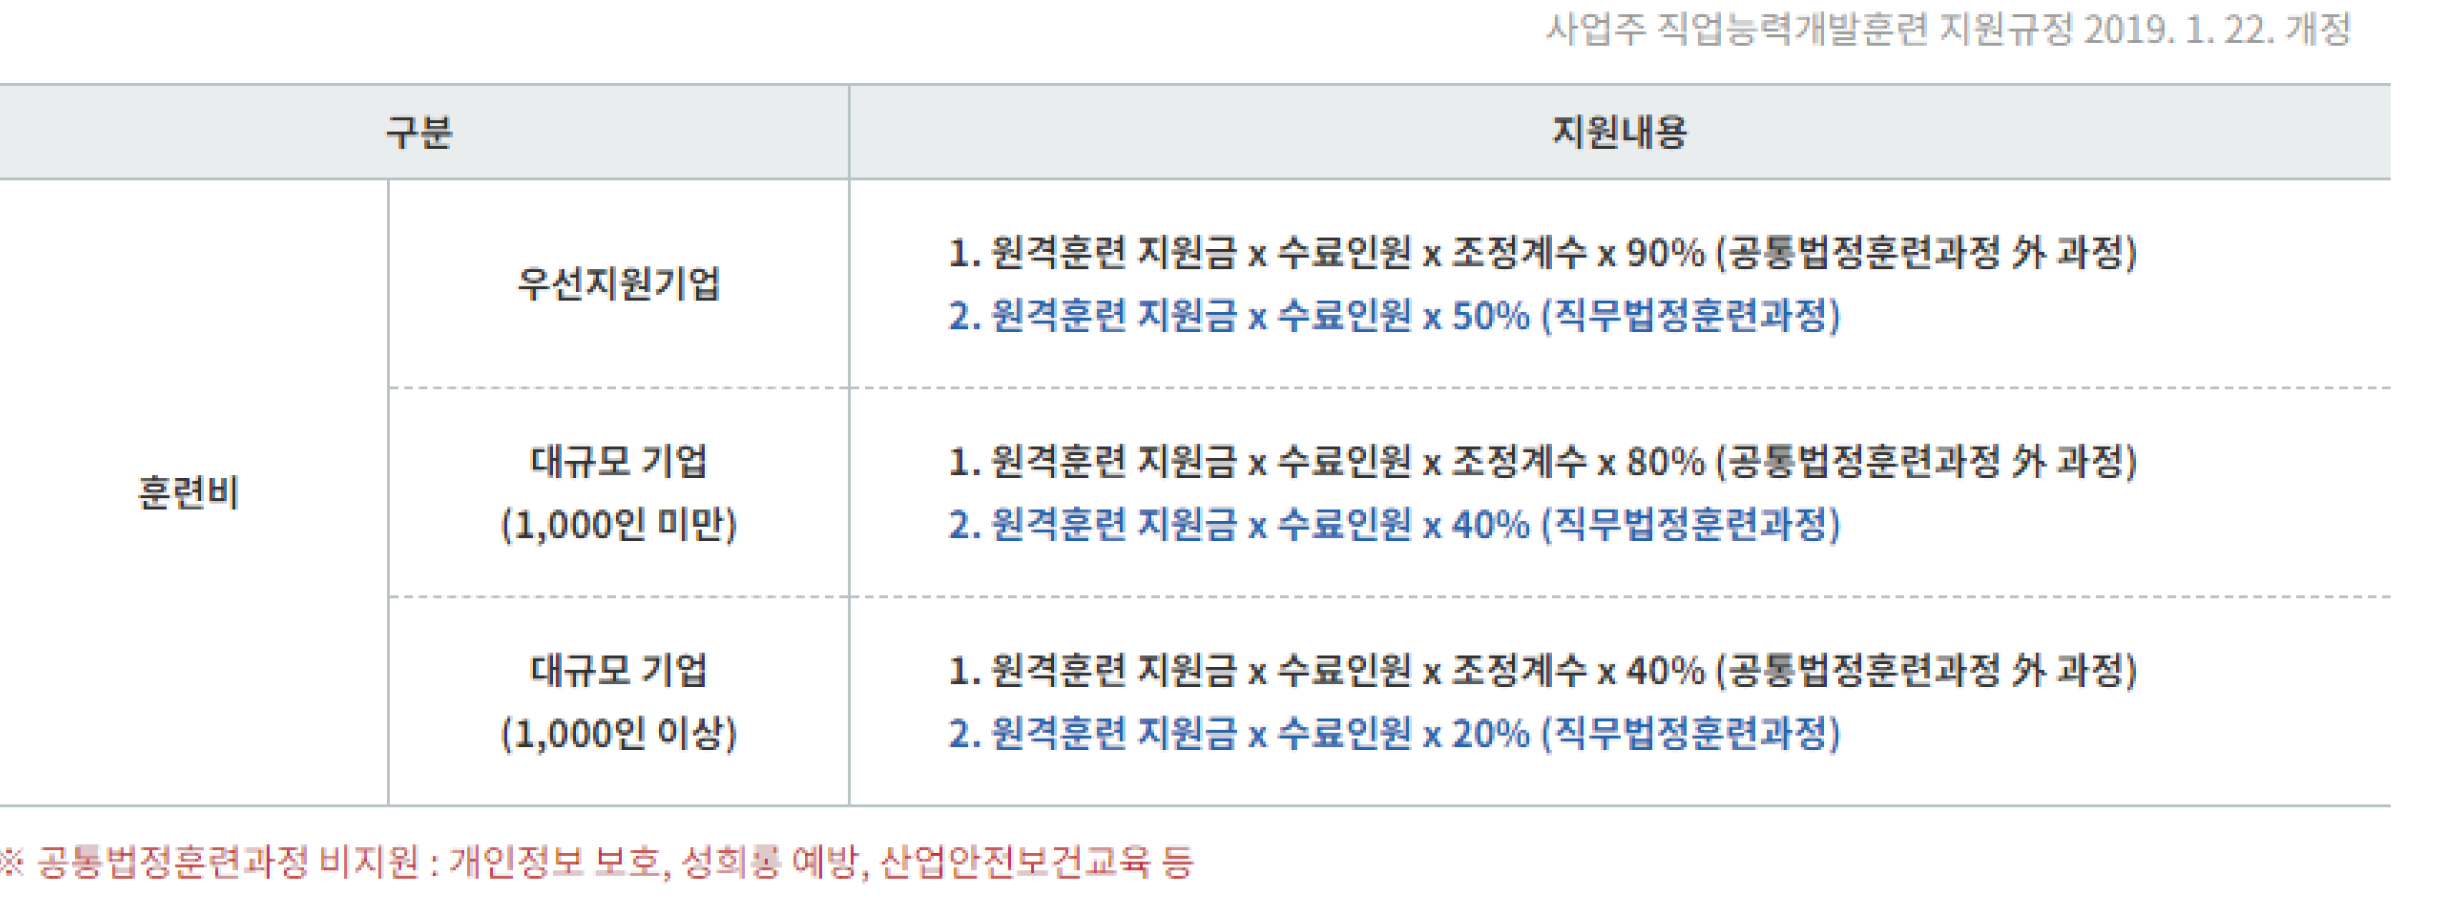 사업주 직업능력개발훈련 지원규정 2019. 1. 22. 개정
구분 지원내용
훈련비
우선지원기업
1. 원격훈련 지원금 x 수료인원 x 조정계수 x 90% (공통법정훈련과정 外 과정)
2. 원격훈련 지원금 x 수료인원 x 50% (직무법정훈련과정)
대규모 기업
(1,000인 미만)
1. 원격훈련 지원금 x 수료인원 x 조정계수 x 80% (공통법정훈련과정 外 과정)
2. 원격훈련 지원금 x 수료인원 x 40% (직무법정훈련과정)
대규모 기업
(1,000인 이상)
1. 원격훈련 지원금 x 수료인원 x 조정계수 x 40% (공통법정훈련과정 外 과정)
2. 원격훈련 지원금 x 수료인원 x 20% (직무법정훈련과정)
※ 공통법정훈련과정 비지원 : 개인정보 보호, 성희롱 예방, 산업안전보건교육 등